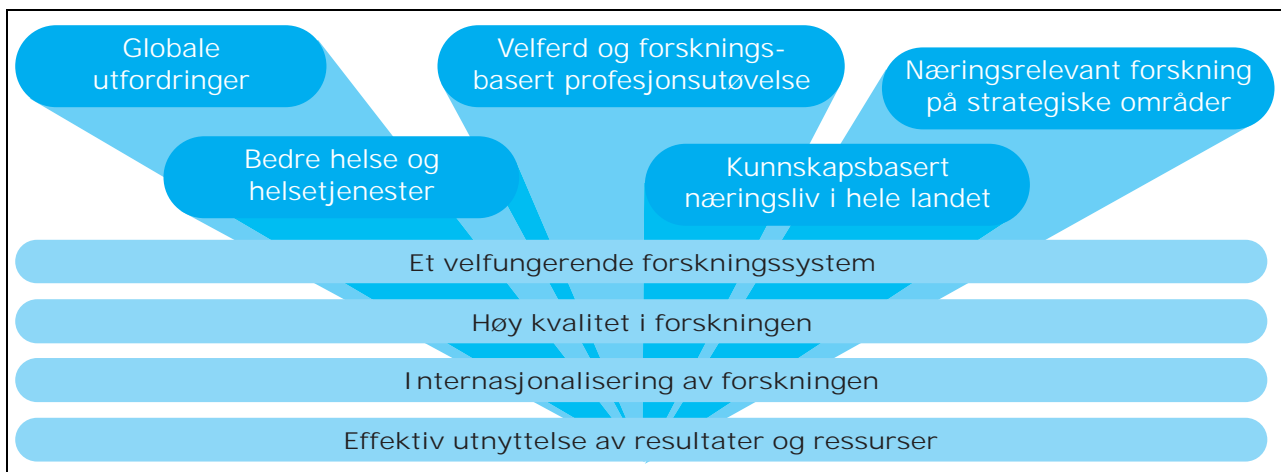 Globale
utfordringer
Velferd og forsknings-
basert profesjonsutøvelse
Næringsrelevant forskning
på strategiske områder
Bedre helse og
helsetjenester
Kunnskapsbasert
næringsliv i hele landet
Et velfungerende forskningssystem
Høy kvalitet i forskningen
Internasjonalisering av forskningen
Effektiv utnyttelse av resultater og ressurser